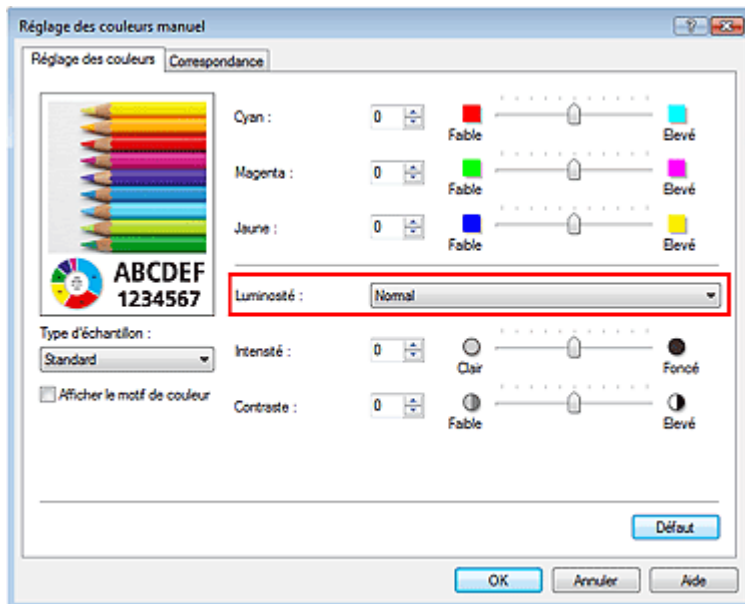 Réglage des couleurs manuel
Réglage des couleurs
Correspondance
ABCDEF
1234567
Type d'échantillon :
Standard
Afficher le motif de couleur
Cyan : 0 Faible Elevé
Magenta : 0 Faible Elevé
Jaune : 0 Faible Elevé
Luminosité : Normal
Intensité : 0 Clair Foncé
Contraste : 0 Faible Elevé
Défaut
OK
Annuler
Aide